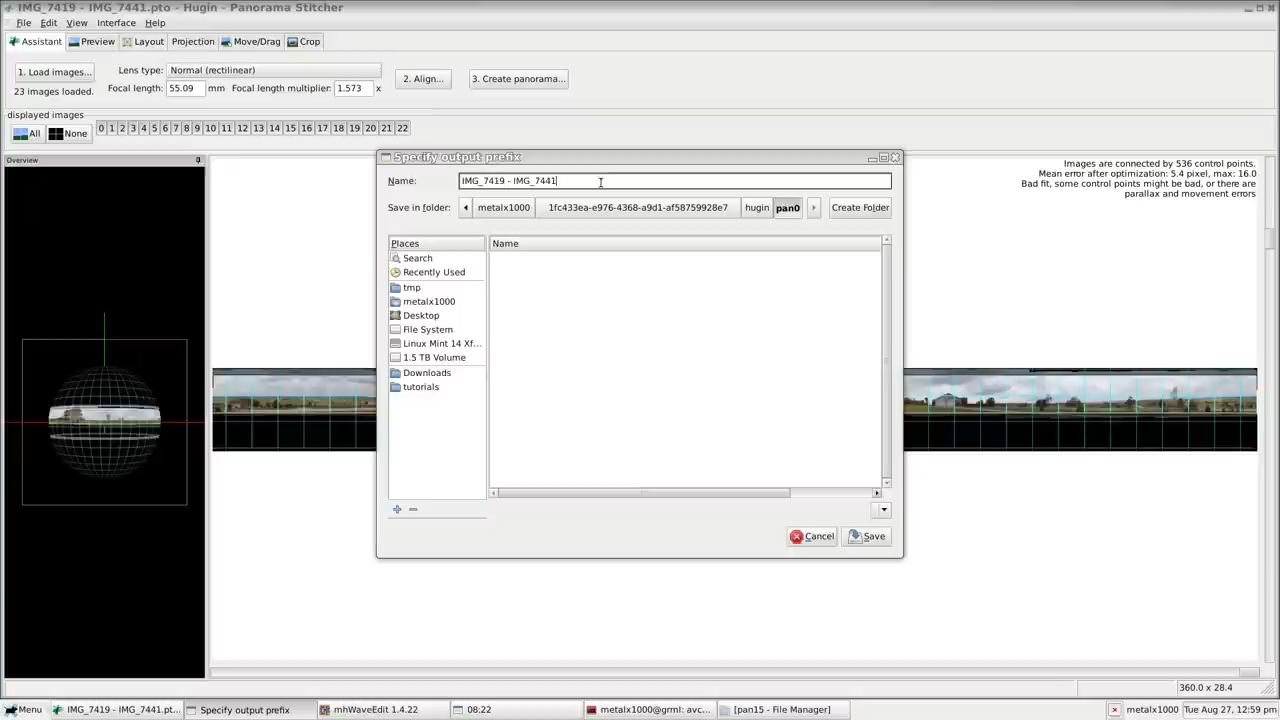 IMG_7419 - IMG_7441.pto - Hugin - Panorama Stitcher
File Edit View Interface Help
Assistant Preview Layout Projection Move/Drag Crop
1. Load images...
23 images loaded.
Lens type: Normal (rectilinear)
Focal length: 55.09 mm Focal length multiplier: 1.573 x
2. Align...
3. Create panorama...
displayed images
All None 0 1 2 3 4 5 6 7 8 9 10 11 12 13 14 15 16 17 18 19 20 21 22
Overview
Images are connected by 536 control points.
Mean error after optimization: 5.4 pixel, max: 16.0
Bad fit, some control points might be bad, or there are
parallax and movement errors
Specify output prefix
Name: IMG_7419 - IMG_7441
Save in folder: metalx1000 1fc433ea-e976-4368-a9d1-af58759928e7 hugin pan0 Create Folder
Places
Search
Recently Used
tmp
metalx1000
Desktop
File System
Linux Mint 14 Xf...
1.5 TB Volume
Downloads
tutorials
Name
Cancel Save
360.0 x 28.4
Menu IMG_7419 - IMG_7441.pt... Specify output prefix mhWaveEdit 1.4.22 08:22 metalx1000@grml: avc... [pan15 - File Manager] metalx1000 Tue Aug 27, 12:59 pm